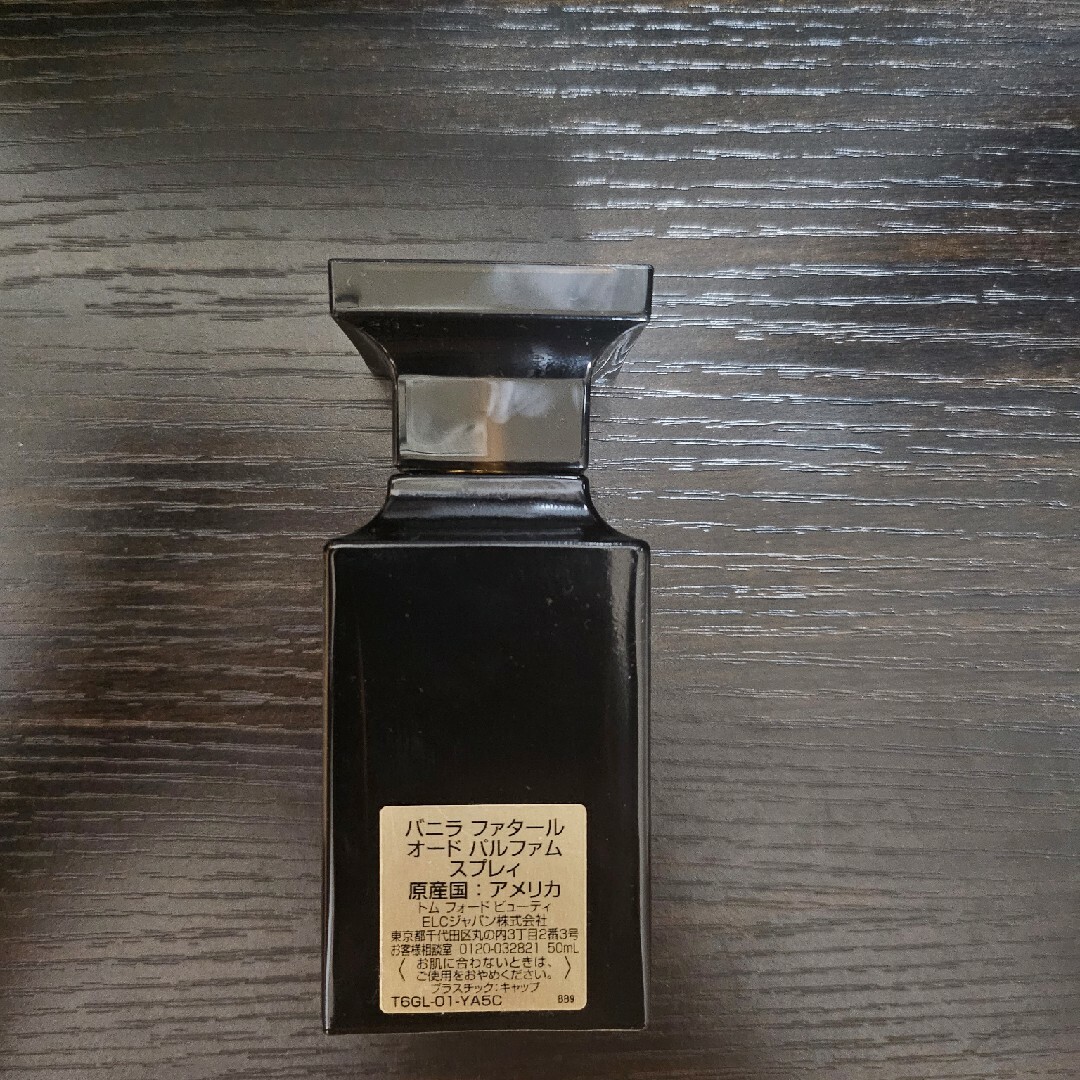 バニラ ファタール
オード パルファム
スプレィ
原産国：アメリカ
トム フォード ビューティ
ELCジャパン株式会社
東京都千代田区丸の内3丁目2番3号
お客様相談室 0120-032821 50mL
〈 お肌に合わないときは、
ご使用をおやめください。 〉
プラスチック：キャップ
T6GL-01-YA5C BB9